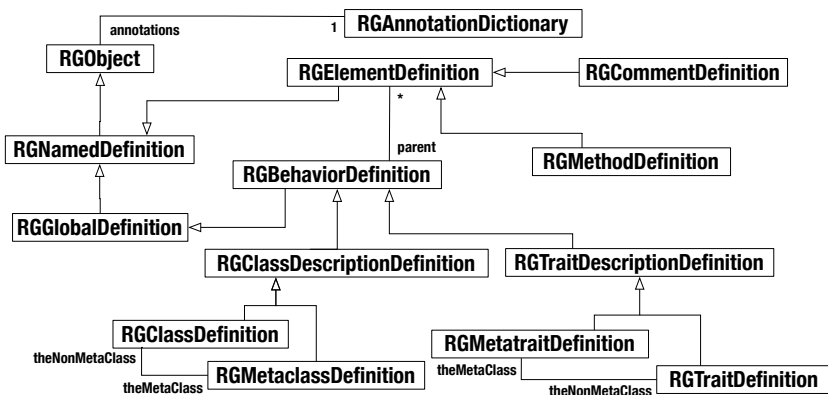 annotations
1
RGAnnotationDictionary
RGObject
RGElementDefinition
RGCommentDefinition
*
RGNamedDefinition
parent
RGMethodDefinition
RGBehaviorDefinition
RGGlobalDefinition
RGClassDescriptionDefinition
RGTraitDescriptionDefinition
RGClassDefinition
RGMetatraitDefinition
theNonMetaClass
theMetaClass
RGMetaclassDefinition
RGTraitDefinition
theMetaClass
theNonMetaClass